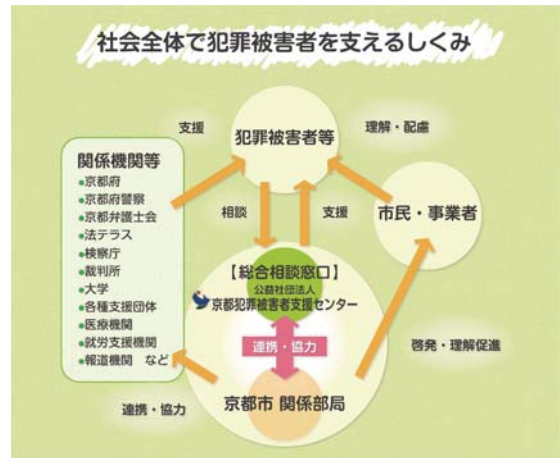 社会全体で犯罪被害者を支えるしくみ
支援
犯罪被害者等
理解・配慮
関係機関等
●京都府
●京都府警察
●京都弁護士会
●法テラス
●検察庁
●裁判所
●大学
●各種支援団体
●医療機関
●就労支援機関
●報道機関 など
相談
支援
市民・事業者
【総合相談窓口】
公益社団法人
京都犯罪被害者支援センター
連携・協力
啓発・理解促進
京都市 関係部局
連携・協力